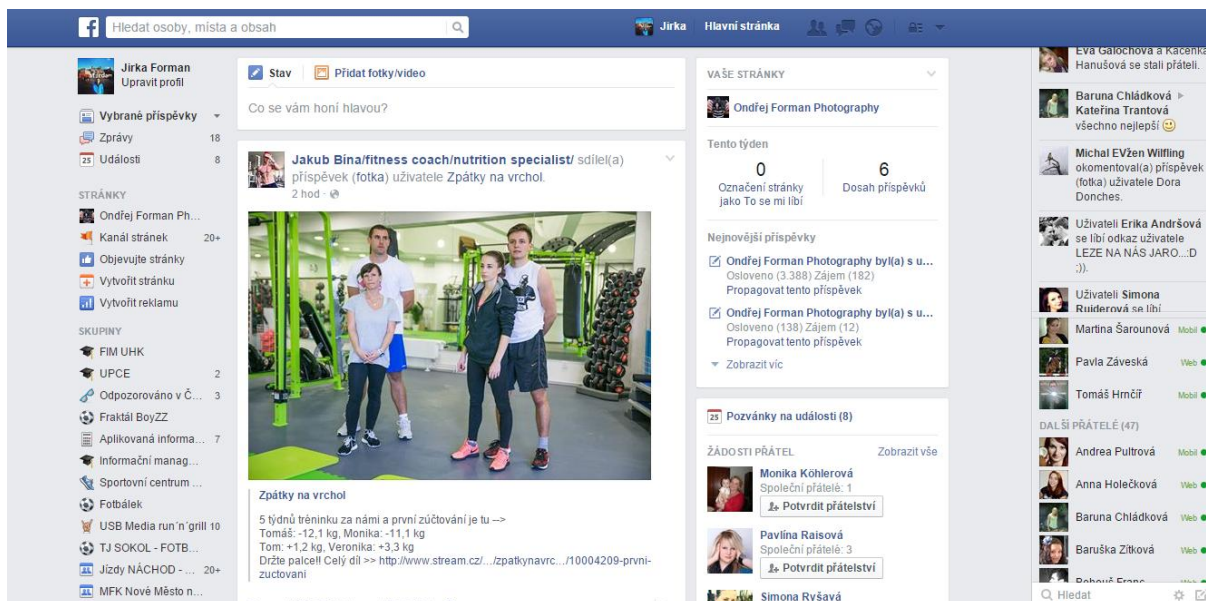 f
Hledat osoby, místa a obsah
Jirka
Hlavní stránka
Jirka Forman
Upravit profil
Vybrané příspěvky
Zprávy 18
25 Události 8
STRÁNKY
Ondřej Forman Ph...
Kanál stránek 20+
Objevujte stránky
Vytvořit stránku
Vytvořit reklamu
SKUPINY
FIM UHK
UPCE 2
Odpozorováno v Č... 3
Fraktál BoyZZ
Aplikovaná informa... 7
Informační manag...
Sportovní centrum ...
Fotbálek
USB Media run´n´grill 10
TJ SOKOL - FOTB...
Jízdy NÁCHOD - ... 20+
MFK Nové Město n...
Stav
Přidat fotky/video
Co se vám honí hlavou?
Jakub Bína/fitness coach/nutrition specialist/ sdílel(a)
příspěvek (fotka) uživatele Zpátky na vrchol.
2 hod ·
Zpátky na vrchol
5 týdnů tréninku za námi a první zúčtování je tu -->
Tomáš: -12,1 kg, Monika: -11,1 kg
Tom: +1,2 kg, Veronika: +3,3 kg
Držte palce!! Celý díl >> http://www.stream.cz/.../zpatkynavrc.../10004209-prvni-
zuctovani
VAŠE STRÁNKY
Ondřej Forman Photography
Tento týden
0
Označení stránky
jako To se mi líbí
6
Dosah příspěvků
Nejnovější příspěvky
Ondřej Forman Photography byl(a) s u...
Osloveno (3.388) Zájem (182)
Propagovat tento příspěvek
Ondřej Forman Photography byl(a) s u...
Osloveno (138) Zájem (12)
Propagovat tento příspěvek
Zobrazit víc
25 Pozvánky na události (8)
ŽÁDOSTI PŘÁTEL
Zobrazit vše
Monika Köhlerová
Společní přátelé: 1
Potvrdit přátelství
Pavlína Raisová
Společní přátelé: 3
Potvrdit přátelství
Simona Ryšavá
Eva Galochová a Kačenka
Hanušová se stali přáteli.
Baruna Chládková
Kateřina Trantová
všechno nejlepší
Michal EVžen Wilfling
okomentoval(a) příspěvek
(fotka) uživatele Dora
Donches.
Uživateli Erika Andršová
se líbí odkaz uživatele
LEZE NA NÁS JARO...:D
;)).
Uživateli Simona
Ruiderová se líbí
Martina Šarounová Mobil
Pavla Záveská Web
Tomáš Hrnčíř Mobil
DALŠÍ PŘÁTELÉ (47)
Andrea Pultrová Mobil
Anna Holečková Web
Baruna Chládková Web
Baruška Zítková Web
Bohouš Franc
Hledat